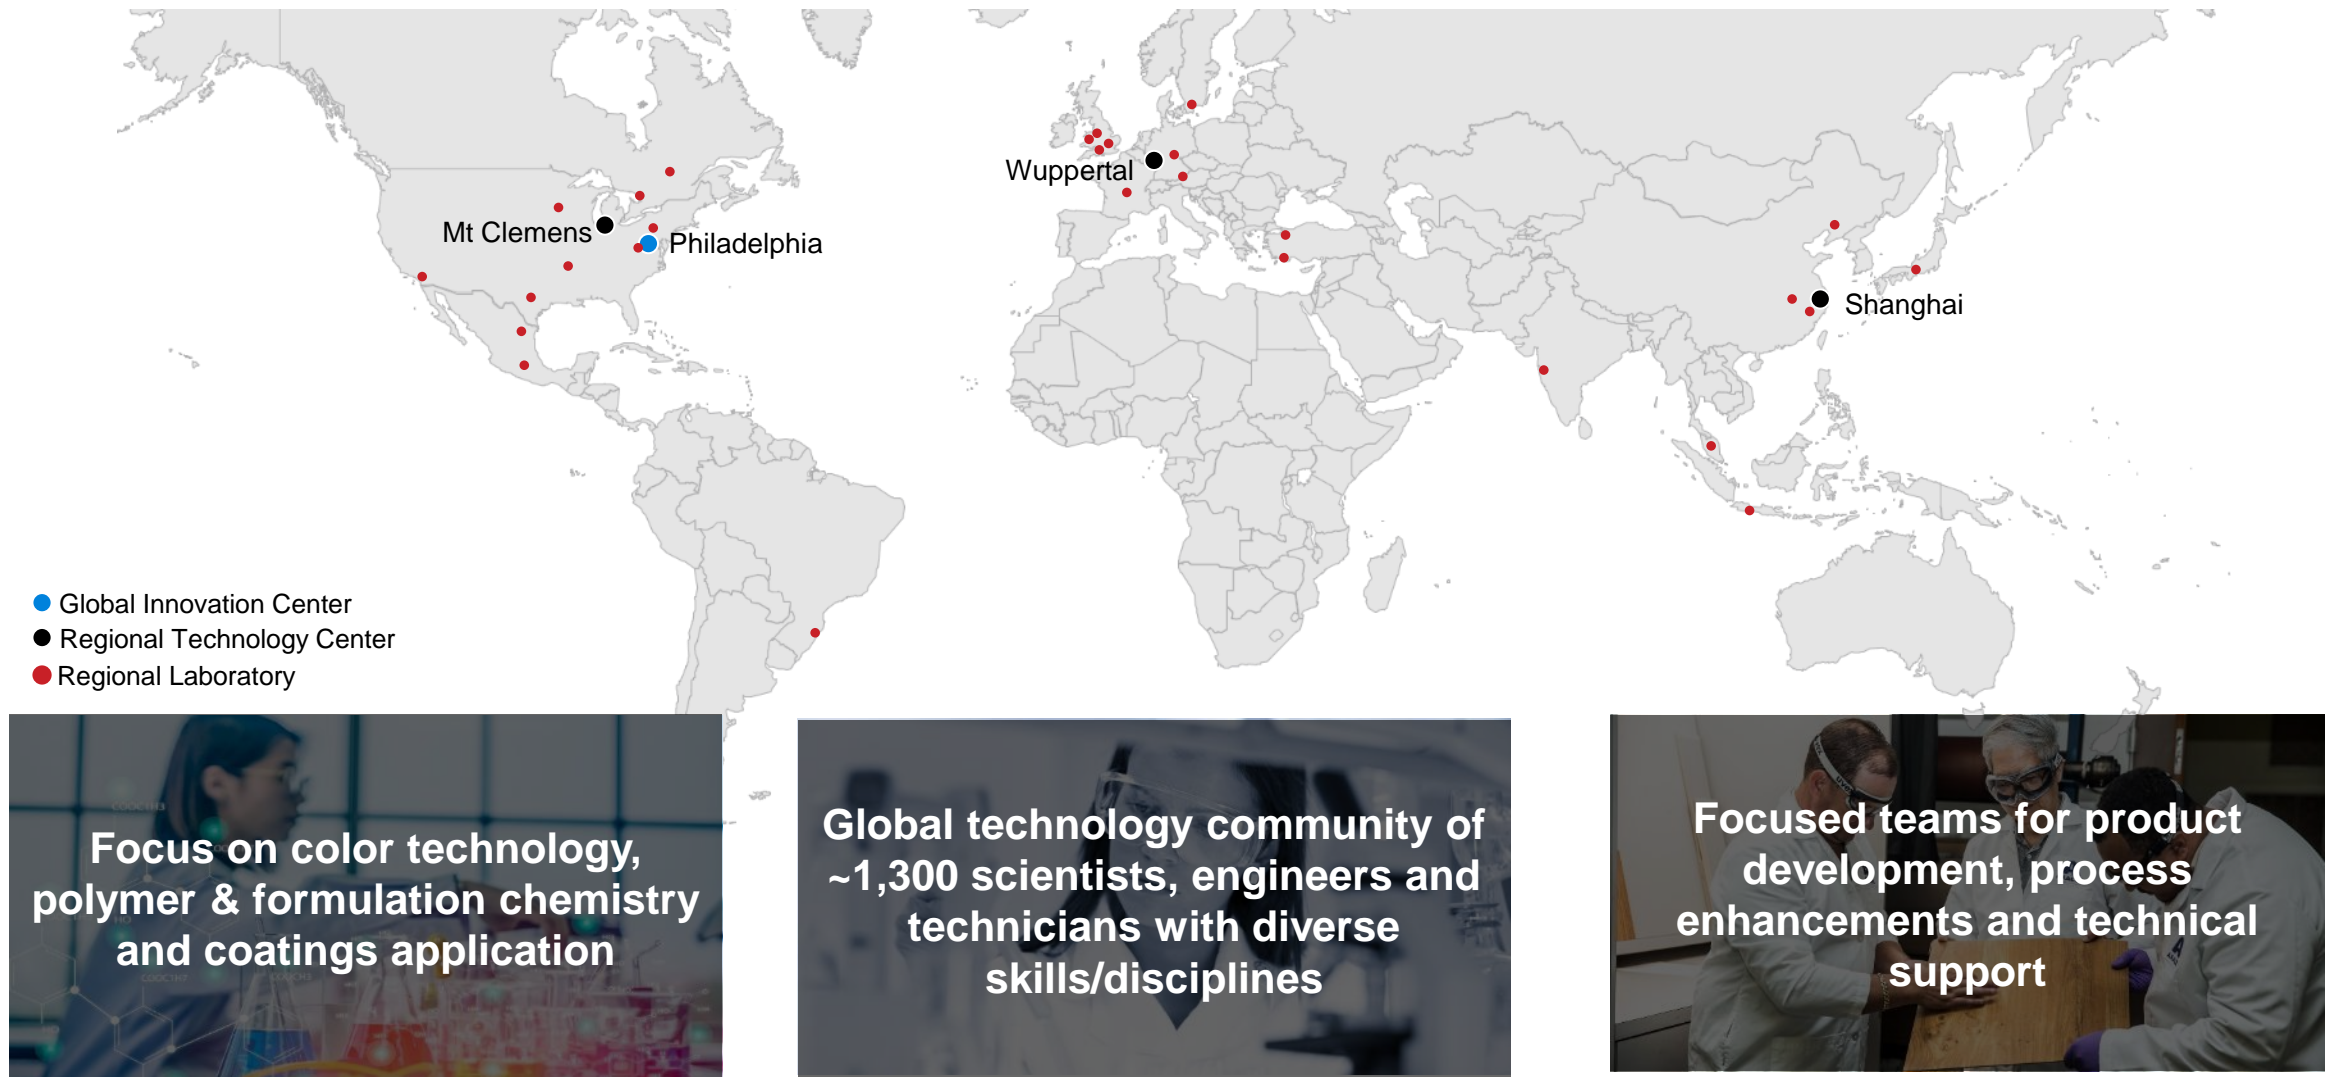 Wuppertal
Mt Clemens
Philadelphia
Shanghai
Global Innovation Center
Regional Technology Center
Regional Laboratory
Focus on color technology,
polymer & formulation chemistry
and coatings application
Global technology community of
~1,300 scientists, engineers and
technicians with diverse
skills/disciplines
Focused teams for product
development, process
enhancements and technical
support